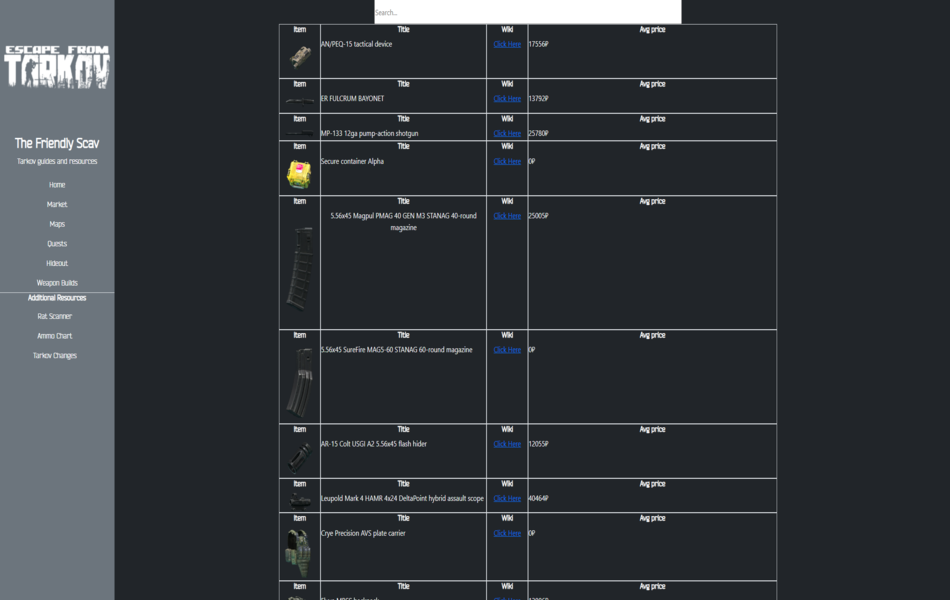 Search...
ESCAPE FROM
TARKOV
The Friendly Scav
Tarkov guides and resources
Home
Market
Maps
Quests
Hideout
Weapon Builds
Additional Resources
Rat Scanner
Ammo Chart
Tarkov Changes
Item Title Wiki Avg price
AN/PEQ-15 tactical device Click Here 17556₽
Item Title Wiki Avg price
ER FULCRUM BAYONET Click Here 13792₽
Item Title Wiki Avg price
MP-133 12ga pump-action shotgun Click Here 25780₽
Item Title Wiki Avg price
Secure container Alpha Click Here 0₽
Item Title Wiki Avg price
5.56x45 Magpul PMAG 40 GEN M3 STANAG 40-round Click Here 25005₽
magazine
Item Title Wiki Avg price
5.56x45 SureFire MAG5-60 STANAG 60-round magazine Click Here 0₽
Item Title Wiki Avg price
AR-15 Colt USGI A2 5.56x45 flash hider Click Here 12055₽
Item Title Wiki Avg price
Leupold Mark 4 HAMR 4x24 DeltaPoint hybrid assault scope Click Here 40464₽
Item Title Wiki Avg price
Crye Precision AVS plate carrier Click Here 0₽
Item Title Wiki Avg price
Click Here